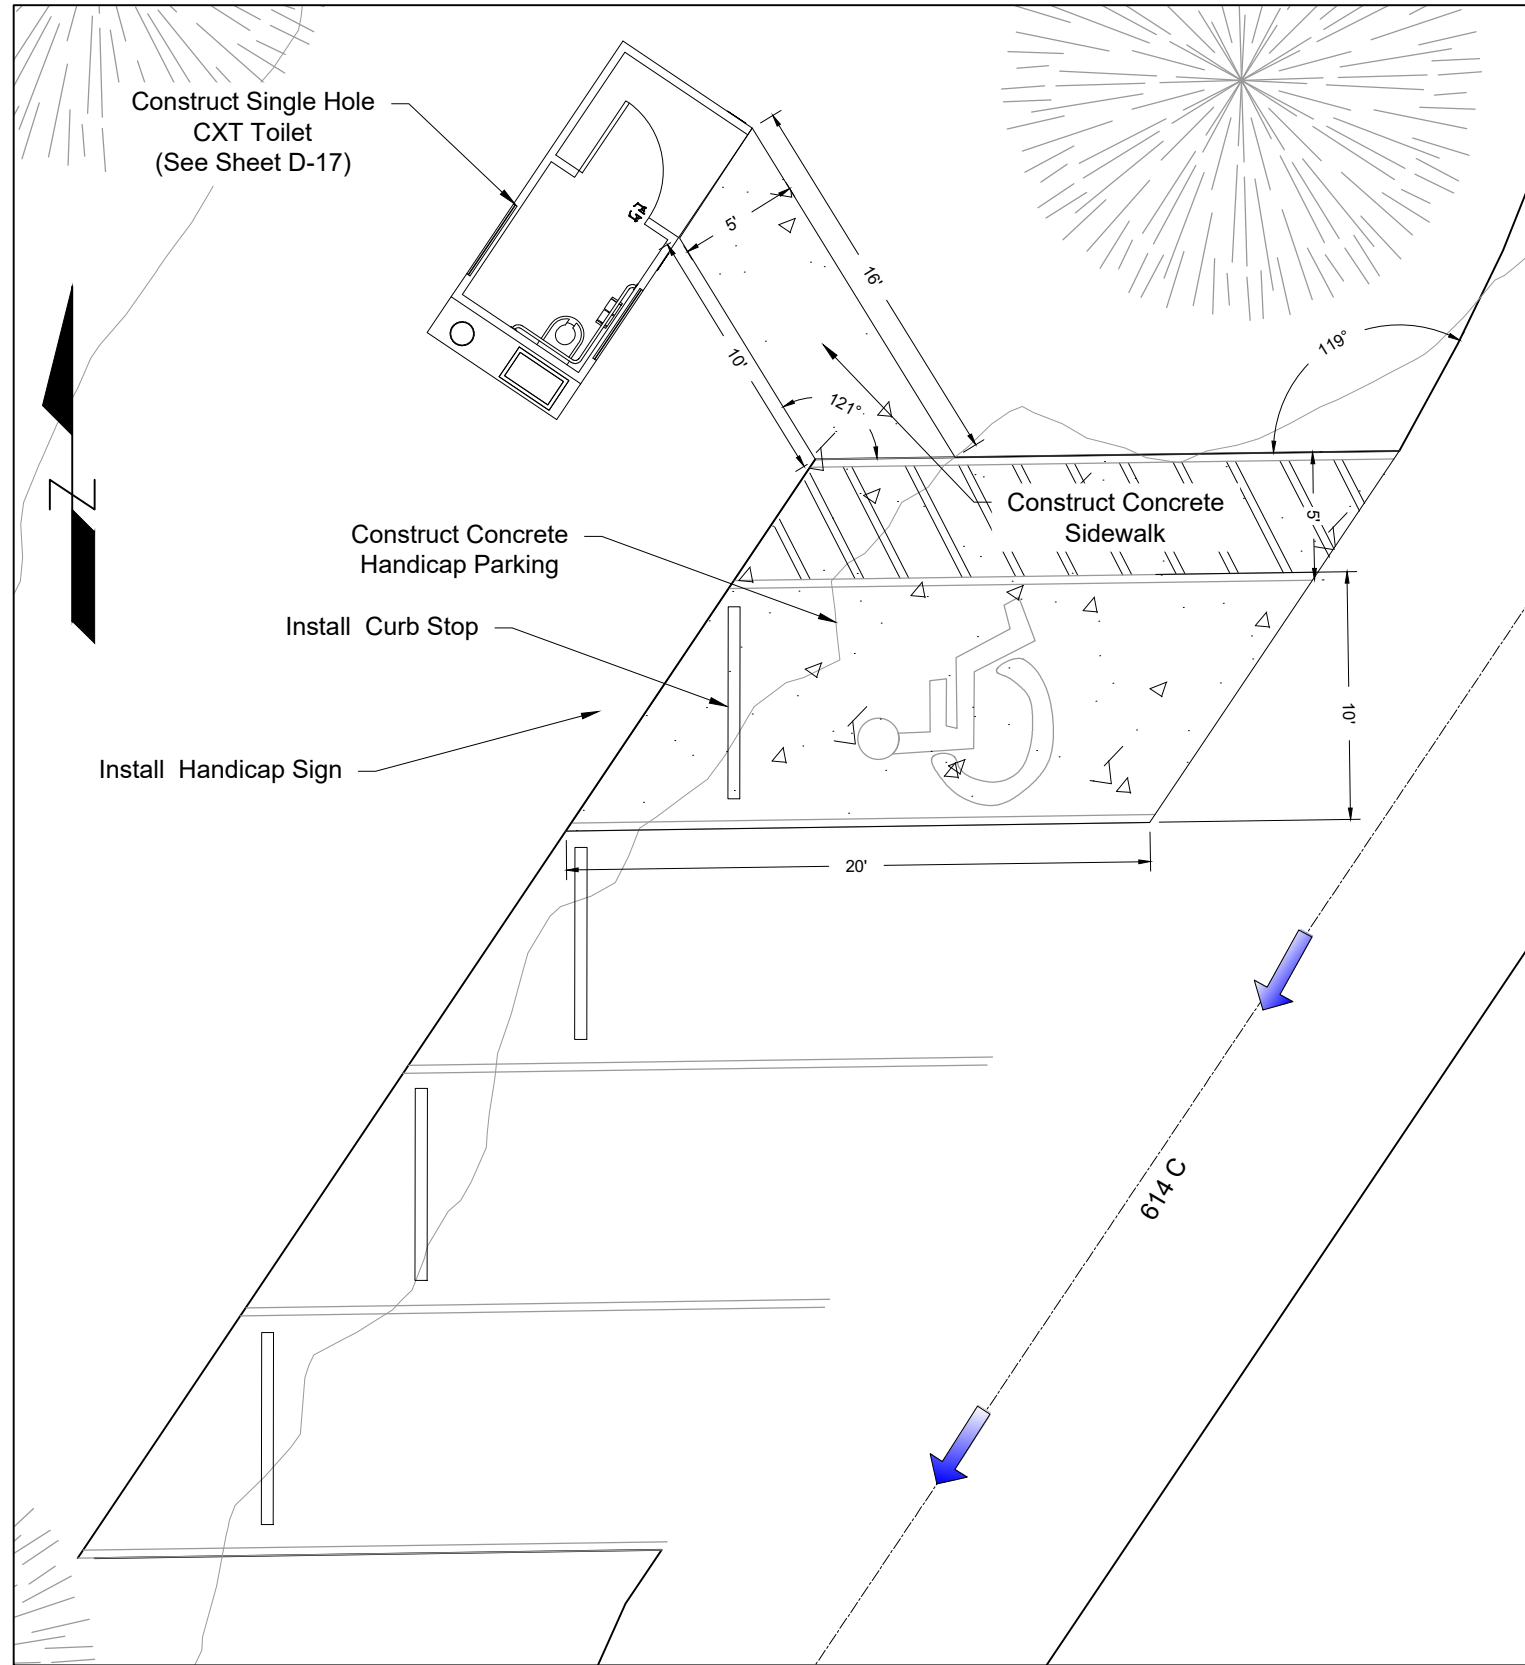 Construct Single Hole
CXT Toilet
(See Sheet D-17)
5'
16'
10'
121°
119°
N
Construct Concrete
Sidewalk
5'
Construct Concrete
Handicap Parking
Install Curb Stop
Install Handicap Sign
10'
20'
614 C